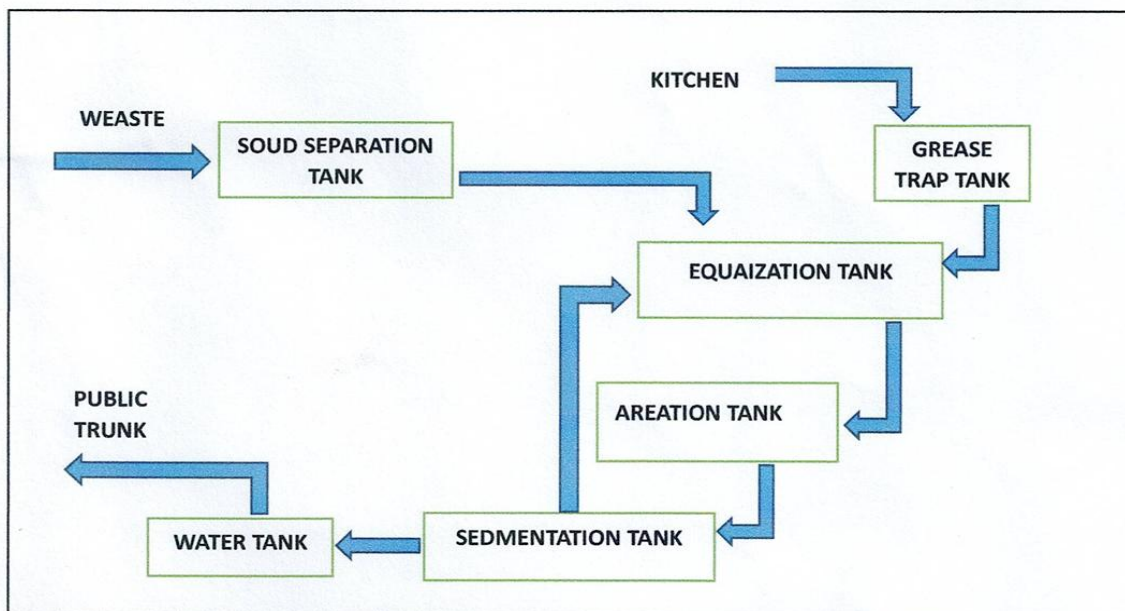 KITCHEN
WEASTE
SOUD SEPARATION
TANK
GREASE
TRAP TANK
EQUAIZATION TANK
PUBLIC
TRUNK
AREATION TANK
WATER TANK
SEDMENTATION TANK